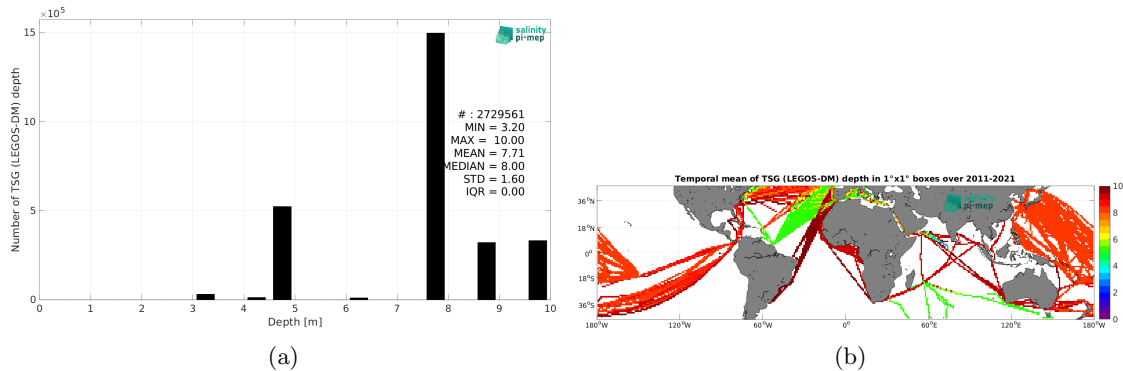 ×10⁵
15
10
5
0
Number of TSG (LEGOS-DM) depth
salinity
pi-mep
# : 2729561
MIN = 3.20
MAX = 10.00
MEAN = 7.71
MEDIAN = 8.00
STD = 1.60
IQR = 0.00
0 1 2 3 4 5 6 7 8 9 10
Depth [m]
(a)
Temporal mean of TSG (LEGOS-DM) depth in 1°x1° boxes over 2011-2021
salinity
pi-mep
36°N
18°N
0°
18°S
36°S
180°W 120°W 60°W 0° 60°E 120°E 180°W
10
8
6
4
2
0
(b)